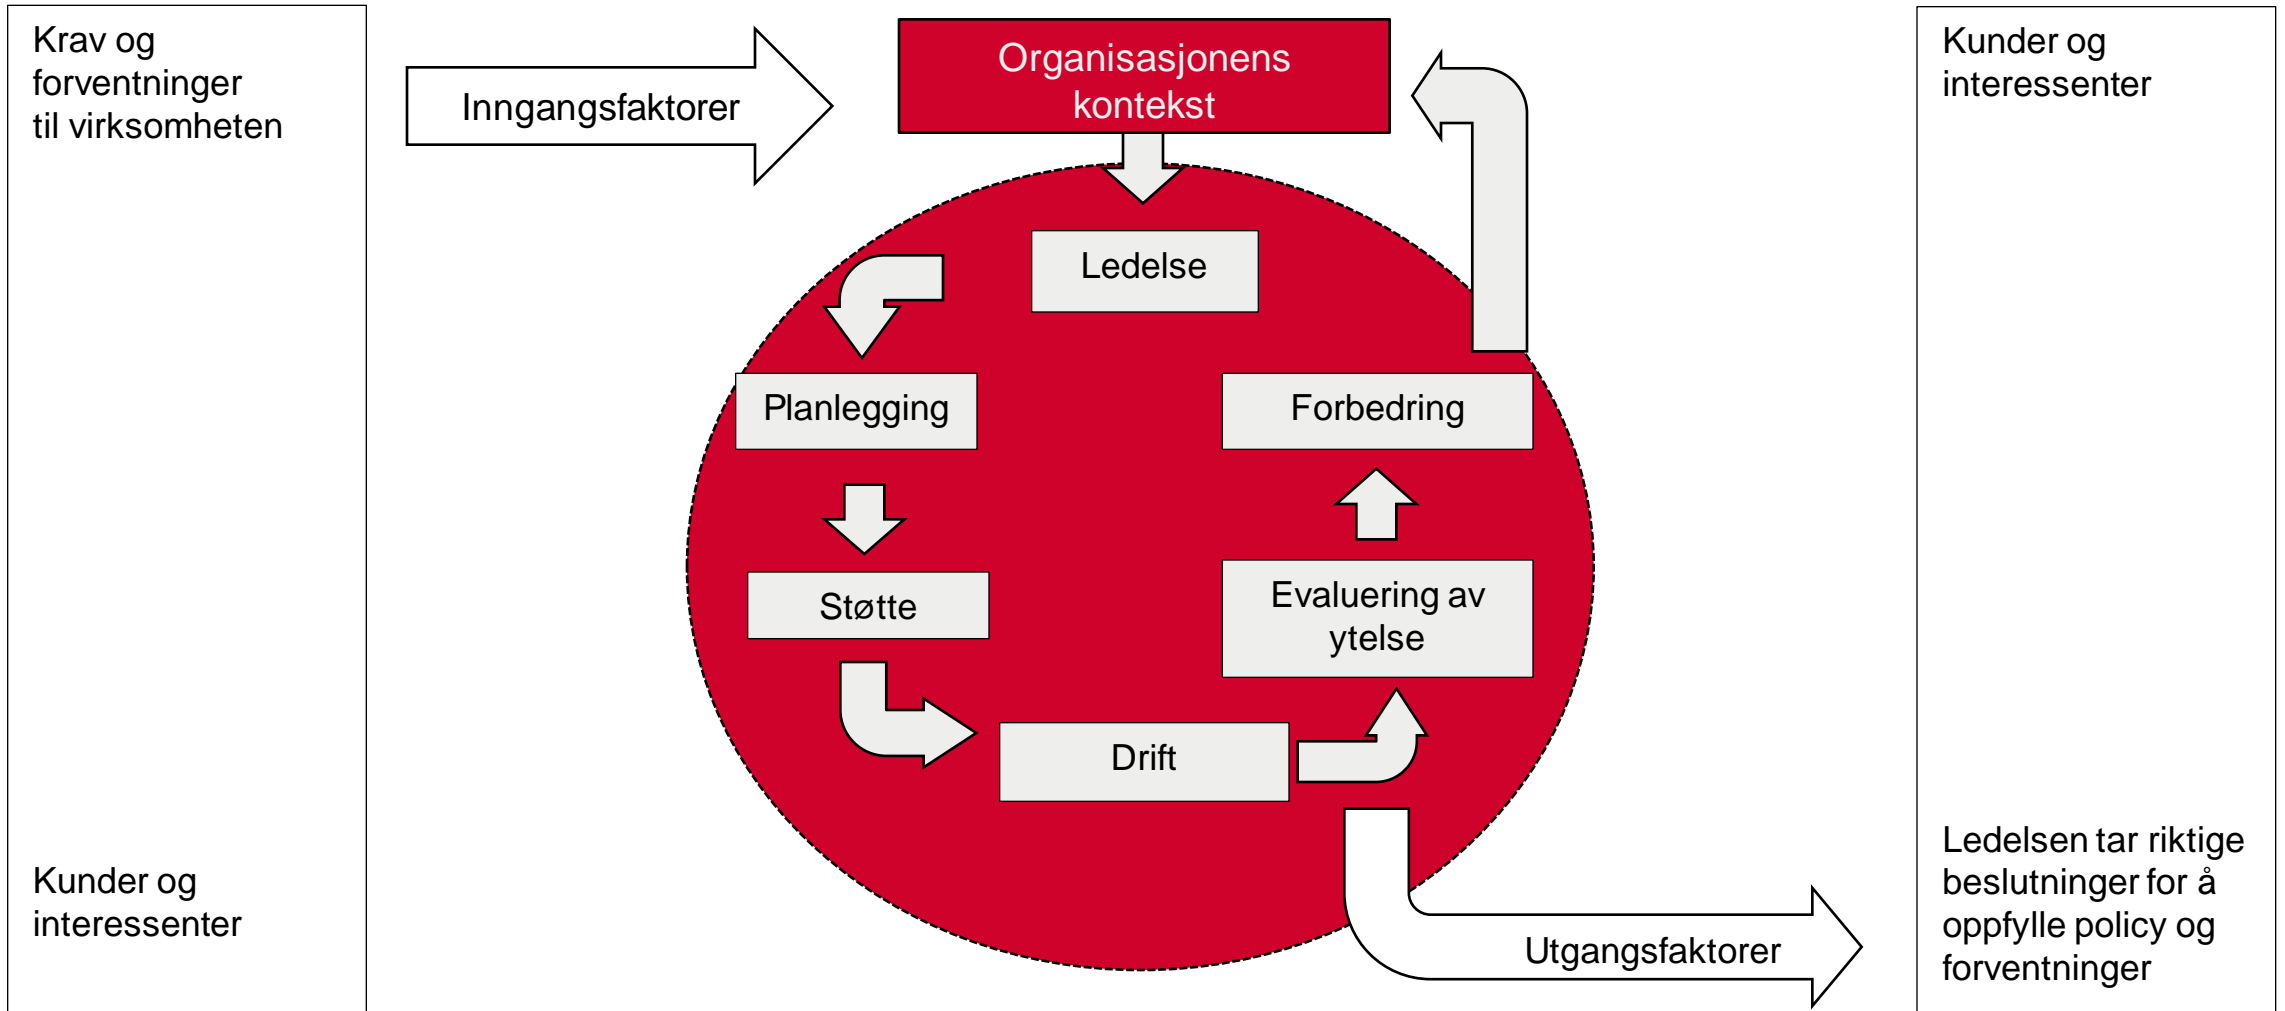 Krav og
forventninger
til virksomheten
Kunder og
interessenter
Inngangsfaktorer
Organisasjonens
kontekst
Ledelse
Planlegging
Støtte
Drift
Evaluering av
ytelse
Forbedring
Utgangsfaktorer
Kunder og
interessenter
Ledelsen tar riktige
beslutninger for å
oppfylle policy og
forventninger